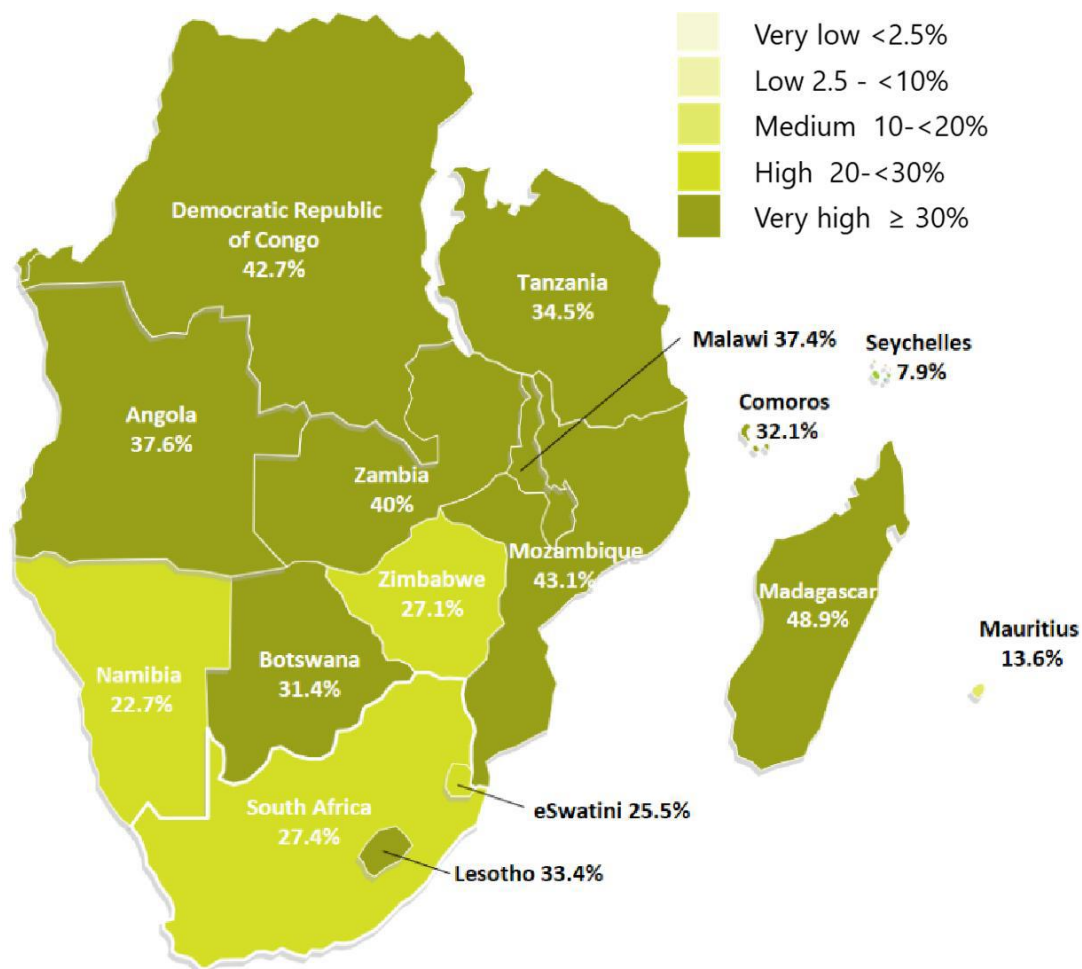 Very low <2.5%
Low 2.5 - <10%
Medium 10-<20%
High 20-<30%
Very high ≥ 30%
Democratic Republic
of Congo
42.7%
Tanzania
34.5%
Malawi 37.4%
Seychelles
7.9%
Comoros
32.1%
Angola
37.6%
Zambia
40%
Mozambique
43.1%
Zimbabwe
27.1%
Madagascar
48.9%
Mauritius
13.6%
Botswana
31.4%
Namibia
22.7%
South Africa
27.4%
eSwatini 25.5%
Lesotho 33.4%